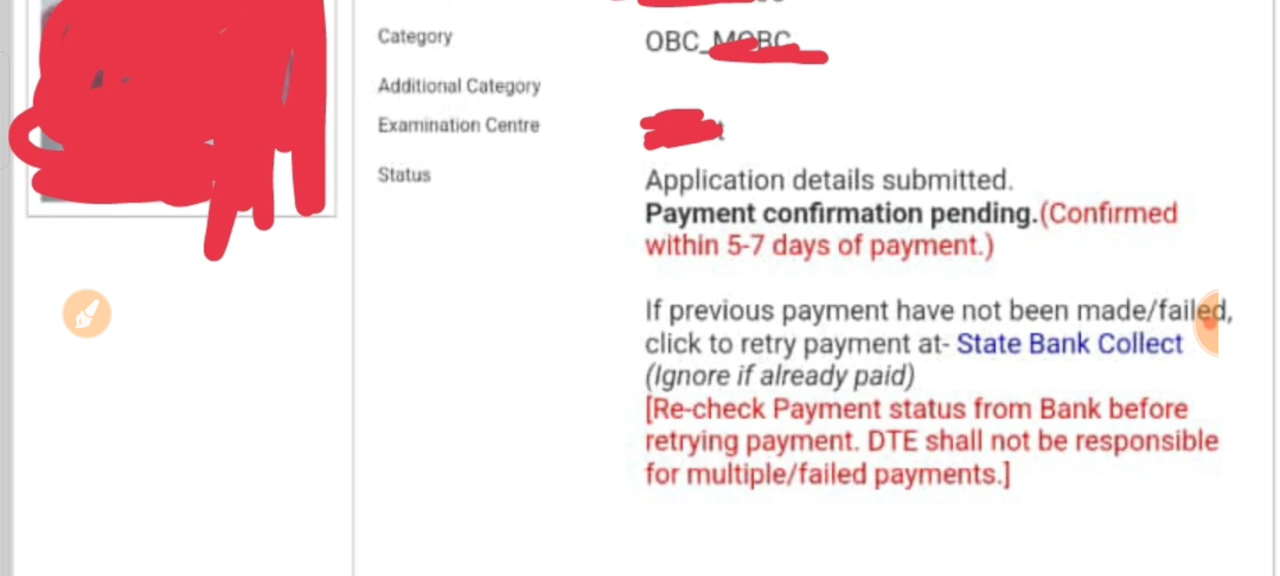 Category
OBC_
Additional Category
Examination Centre
Status
Application details submitted.
Payment confirmation pending.(Confirmed
within 5-7 days of payment.)
If previous payment have not been made/failed,
click to retry payment at- State Bank Collect
(Ignore if already paid)
[Re-check Payment status from Bank before
retrying payment. DTE shall not be responsible
for multiple/failed payments.]